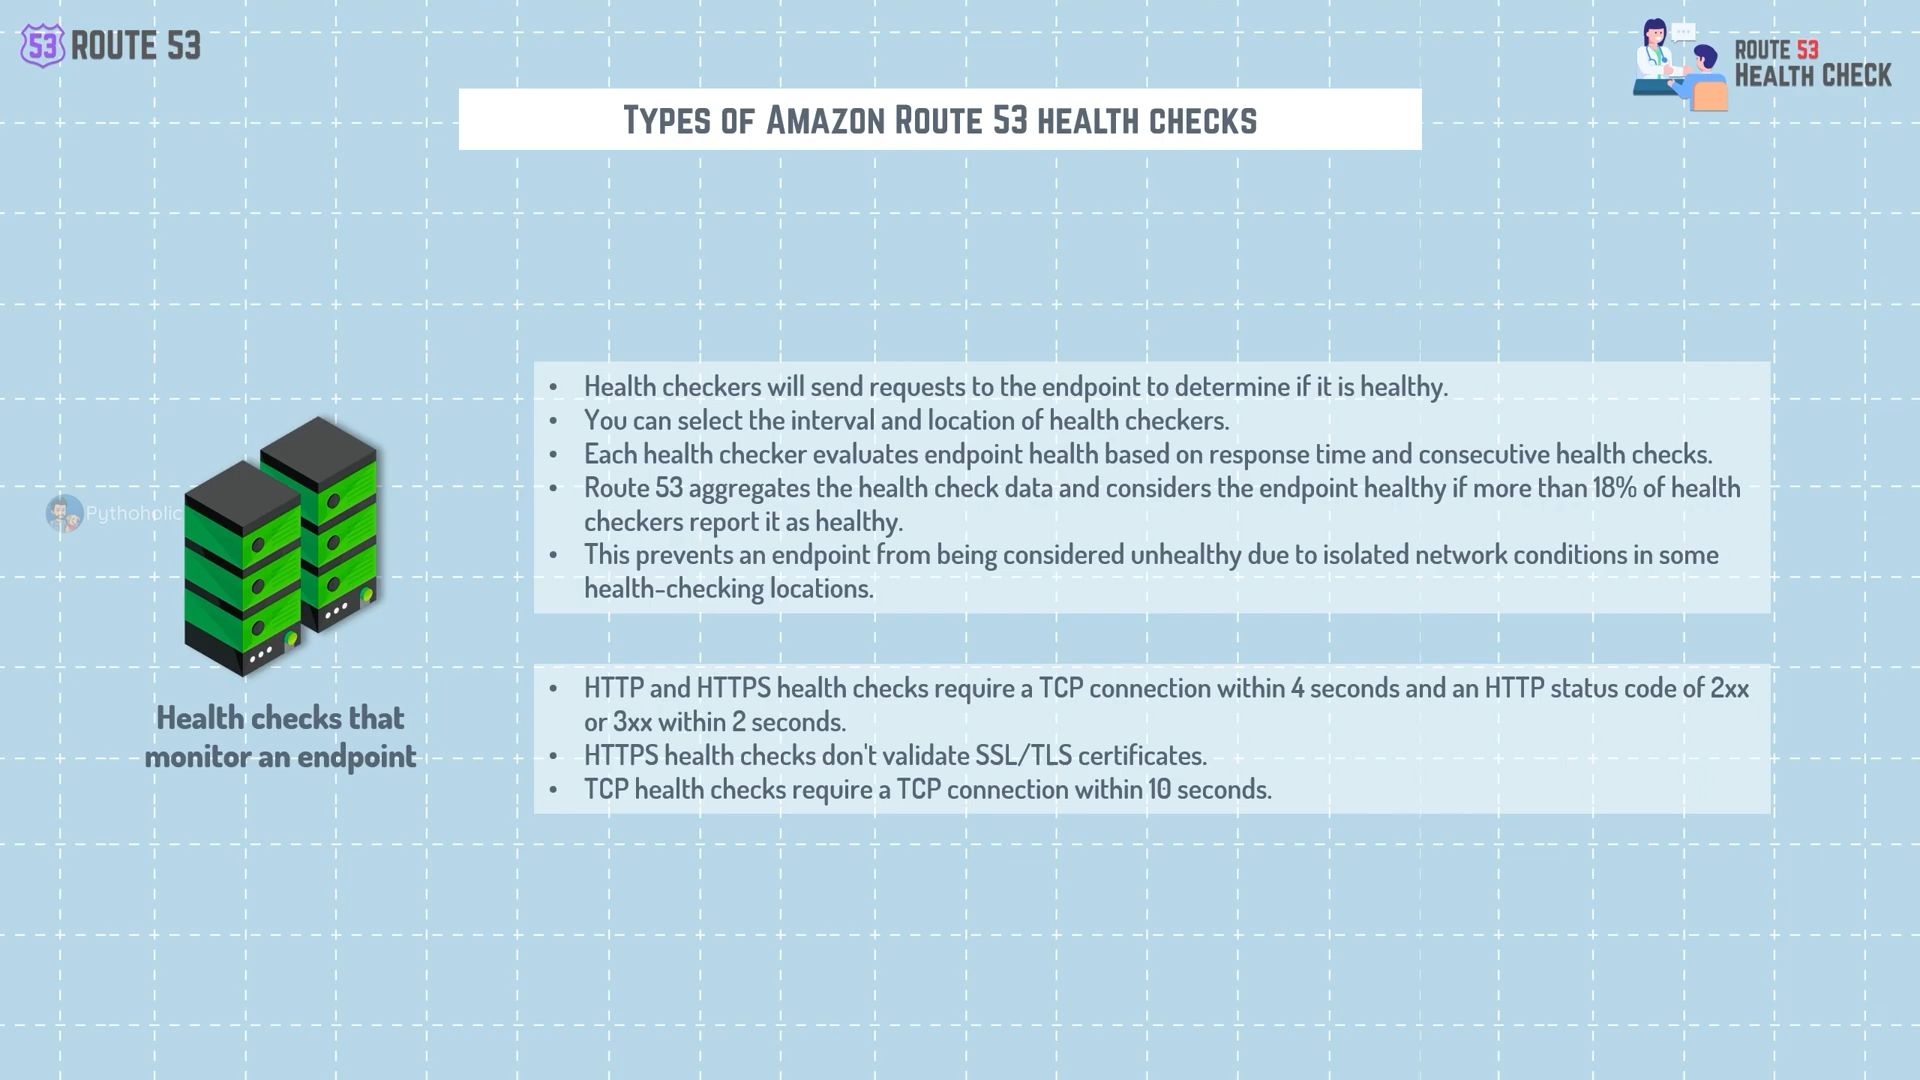 53 ROUTE 53
ROUTE 53
HEALTH CHECK
TYPES OF AMAZON ROUTE 53 HEALTH CHECKS
• Health checkers will send requests to the endpoint to determine if it is healthy.
• You can select the interval and location of health checkers.
• Each health checker evaluates endpoint health based on response time and consecutive health checks.
• Route 53 aggregates the health check data and considers the endpoint healthy if more than 18% of health
checkers report it as healthy.
• This prevents an endpoint from being considered unhealthy due to isolated network conditions in some
health-checking locations.
Pythoholic
Health checks that
monitor an endpoint
• HTTP and HTTPS health checks require a TCP connection within 4 seconds and an HTTP status code of 2xx
or 3xx within 2 seconds.
• HTTPS health checks don't validate SSL/TLS certificates.
• TCP health checks require a TCP connection within 10 seconds.